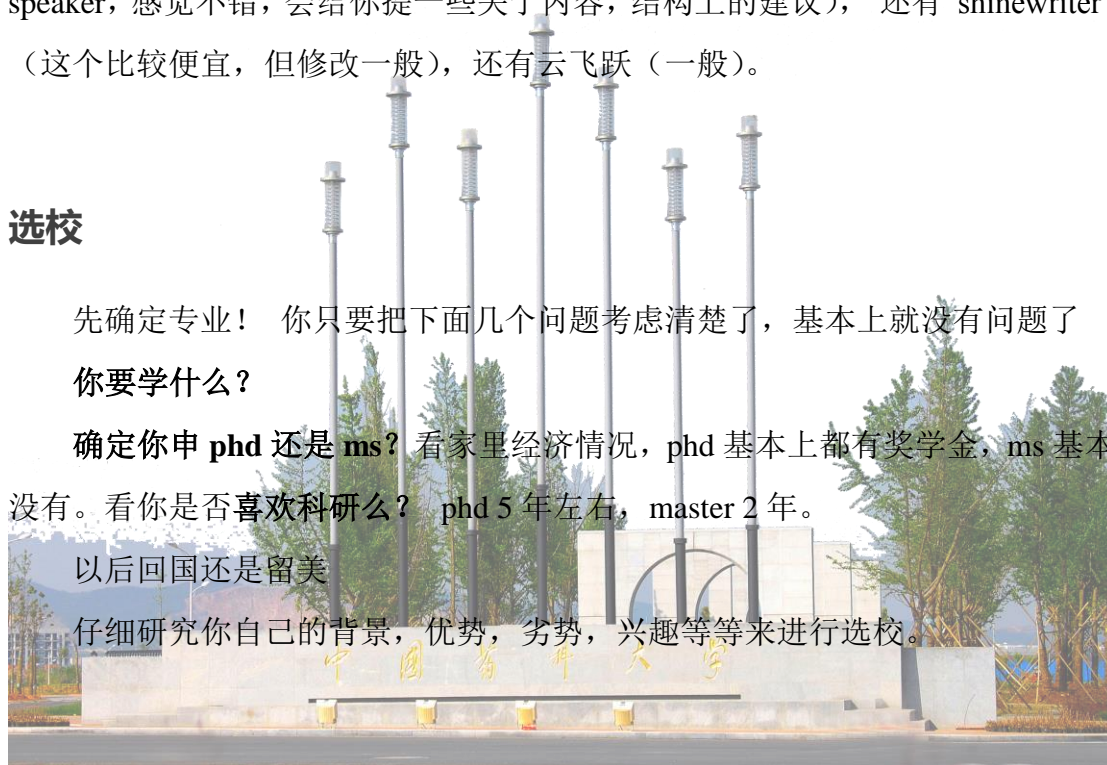 speaker，感觉不错，会给你提一些关于内容，结构上的建议）， 还有 shinewriter
（这个比较便宜，但修改一般），还有云飞跃（一般）。
选校
先确定专业！ 你只要把下面几个问题考虑清楚了，基本上就没有问题了
你要学什么？
确定你申 phd 还是 ms？看家里经济情况，phd 基本上都有奖学金，ms 基本
没有。看你是否喜欢科研么？ phd 5 年左右，master 2 年。
以后回国还是留美
仔细研究你自己的背景，优势，劣势，兴趣等等来进行选校。
中国石油大学